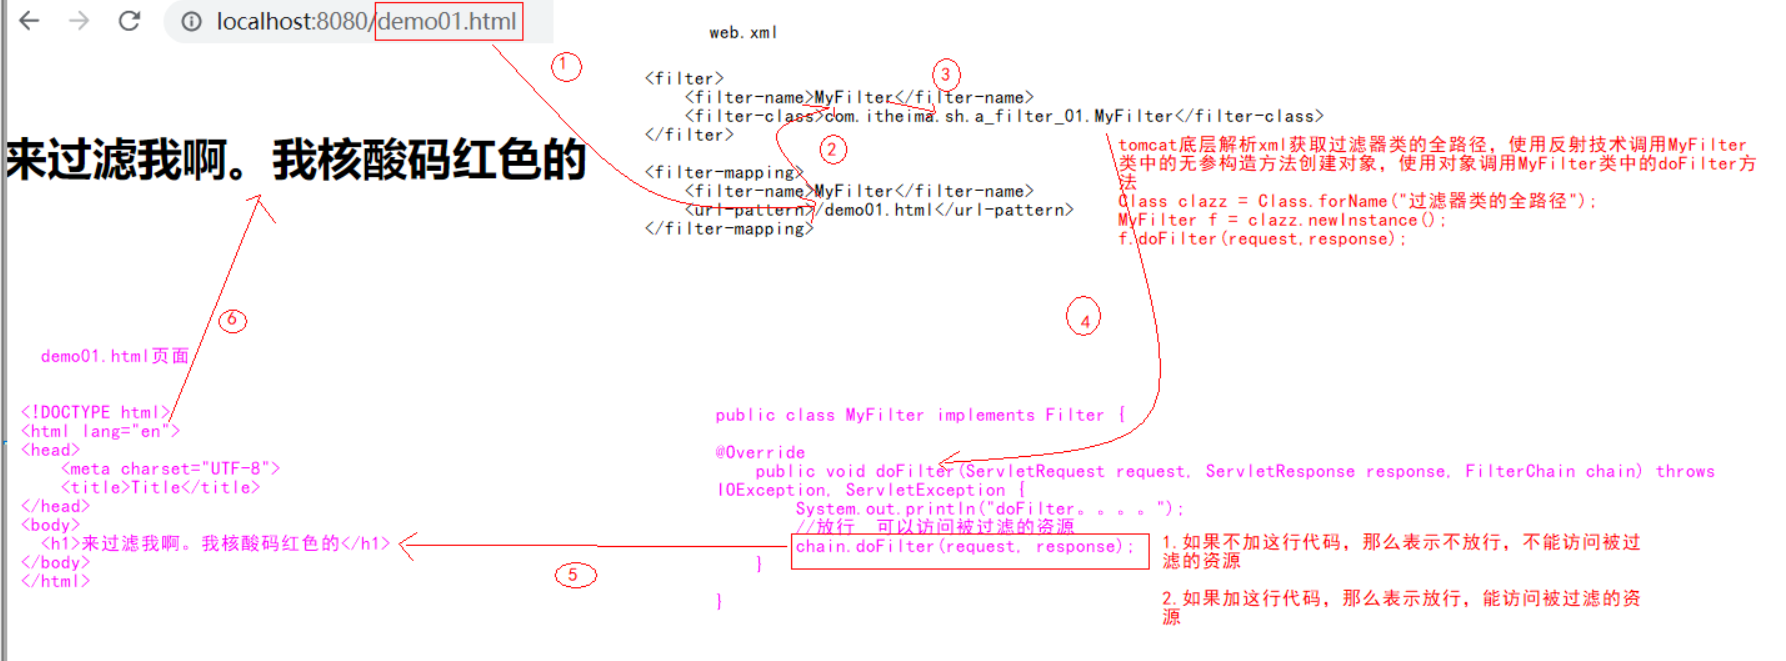 localhost:8080/demo01.html
来过滤我啊。我核酸码红色的
web.xml
<filter>
<filter-name>MyFilter</filter-name>
<filter-class>com.itheima.sh.a_filter_01.MyFilter</filter-class>
</filter>
<filter-mapping>
<filter-name>MyFilter</filter-name>
<url-pattern>/demo01.html</url-pattern>
</filter-mapping>
1
2
3
tomcat底层解析xml获取过滤器类的全路径，使用反射技术调用MyFilter
类中的无参构造方法创建对象，使用对象调用MyFilter类中的doFilter方
法
Class clazz = Class.forName("过滤器类的全路径");
MyFilter f = clazz.newInstance();
f.doFilter(request,response);
4
6
demo01.html页面
<!DOCTYPE html>
<html lang="en">
<head>
<meta charset="UTF-8">
<title>Title</title>
</head>
<body>
<h1>来过滤我啊。我核酸码红色的</h1>
</body>
</html>
5
public class MyFilter implements Filter {
@Override
public void doFilter(ServletRequest request, ServletResponse response, FilterChain chain) throws
IOException, ServletException {
System.out.println("doFilter。。。。");
//放行 可以访问被过滤的资源
chain.doFilter(request, response);
}
}
1.如果不加这行代码，那么表示不放行，不能访问被过
滤的资源
2.如果加这行代码，那么表示放行，能访问被过滤的资
源